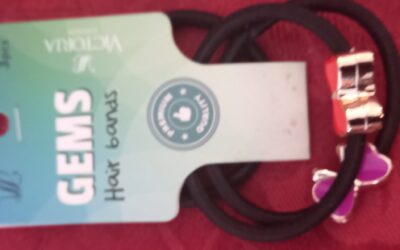 VICTORIA
GEMS
Hair bands
PREMIUM
QUALITY